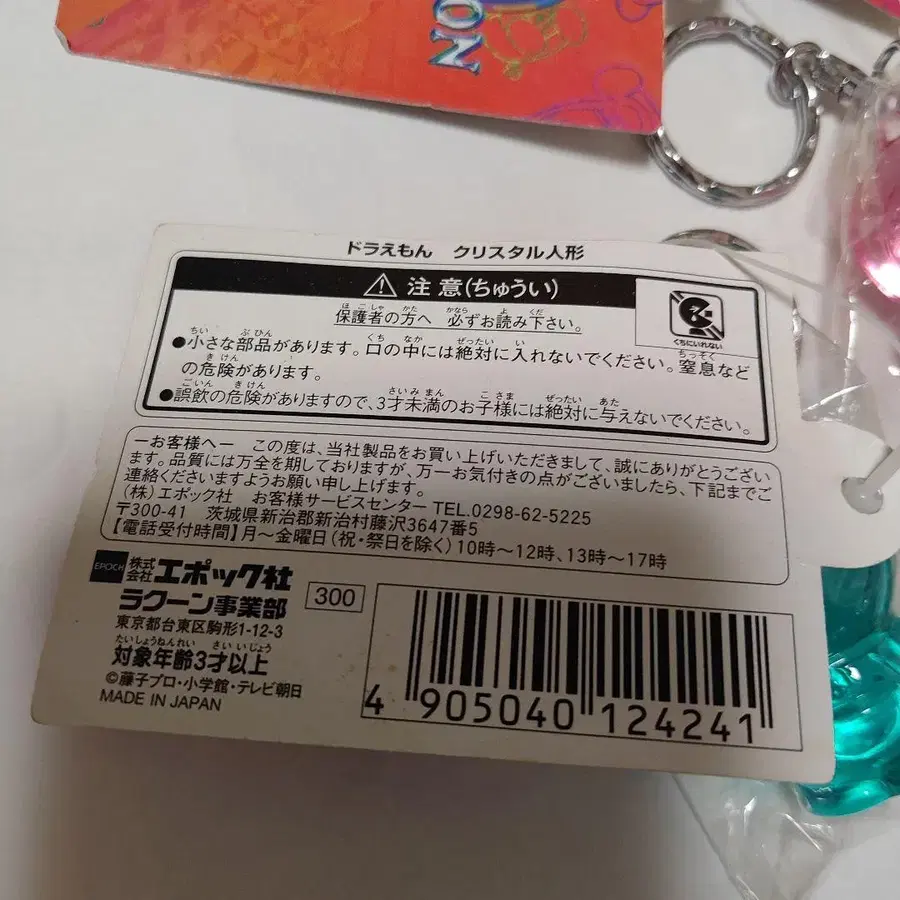 ON
ドラえもん クリスタル人形
注意(ちゅうい)
保護者の方へ 必ずお読み下さい。
くちにいれない
●小さな部品があります。口の中には絶対に入れないでください。窒息など
の危険があります。
●誤飲の危険がありますので、3才未満のお子様には絶対に与えないでください。
―お客様へ― この度は、当社製品をお買い上げいただきまして、誠にありがとうござい
ます。品質には万全を期しておりますが、万一お気付きの点がございましたら、下記までご
連絡くださいますようお願い申し上げます。
(株)エポック社 お客様サービスセンター TEL.0298-62-5225
〒300-41 茨城県新治郡新治村藤沢3647番5
【電話受付時間】月～金曜日(祝・祭日を除く)10時～12時、13時～17時
EPOCH 株式会社エポック社
ラクーン事業部
300
東京都台東区駒形1-12-3
対象年齢3才以上
©藤子プロ・小学館・テレビ朝日
MADE IN JAPAN
4 905040 124241